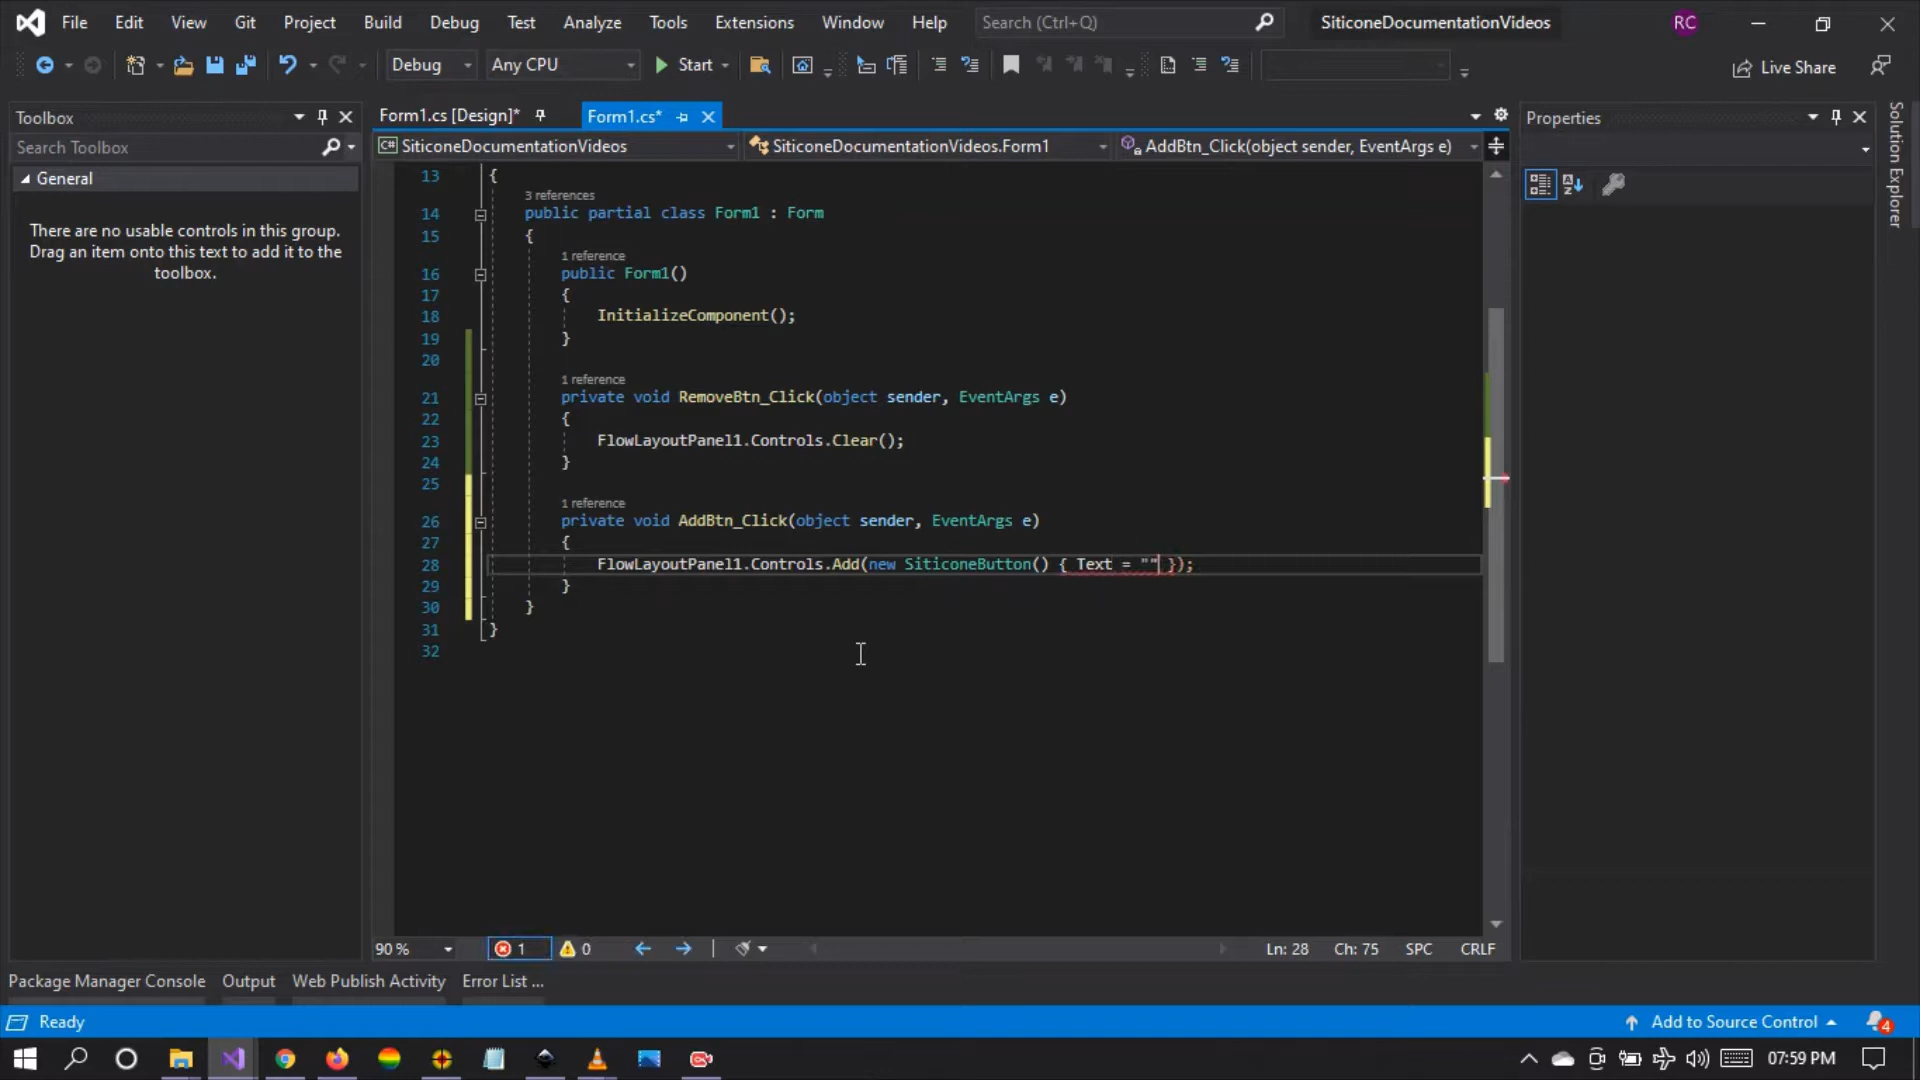 File Edit View Git Project Build Debug Test Analyze Tools Extensions Window Help Search (Ctrl+Q) SiticoneDocumentationVideos RC
Debug Any CPU Start Live Share
Toolbox
Search Toolbox
General
There are no usable controls in this group.
Drag an item onto this text to add it to the
toolbox.
Form1.cs [Design]* Form1.cs*
C# SiticoneDocumentationVideos SiticoneDocumentationVideos.Form1 AddBtn_Click(object sender, EventArgs e)
13 {
3 references
14 public partial class Form1 : Form
15 {
1 reference
16 public Form1()
17 {
18 InitializeComponent();
19 }
20
1 reference
21 private void RemoveBtn_Click(object sender, EventArgs e)
22 {
23 FlowLayoutPanel1.Controls.Clear();
24 }
25
1 reference
26 private void AddBtn_Click(object sender, EventArgs e)
27 {
28 FlowLayoutPanel1.Controls.Add(new SiticoneButton() { Text = "" });
29 }
30 }
31 }
32
90 % 1 0 Ln: 28 Ch: 75 SPC CRLF
Properties
Solution Explorer
Package Manager Console Output Web Publish Activity Error List ...
Ready Add to Source Control 4
07:59 PM